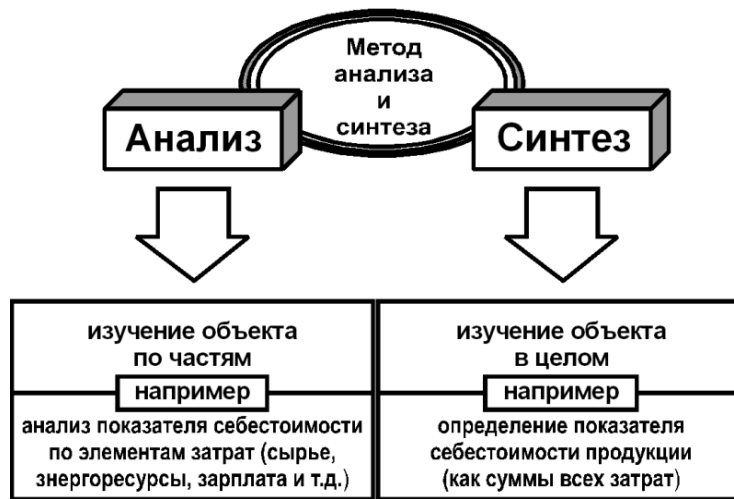 Метод
анализа
и
синтеза
Анализ
Синтез
изучение объекта
по частям
например
анализ показателя себестоимости
по элементам затрат (сырье,
знергоресурсы, зарплата и т.д.)
изучение объекта
в целом
например
определение показателя
себестоимости продукции
(как суммы всех затрат)